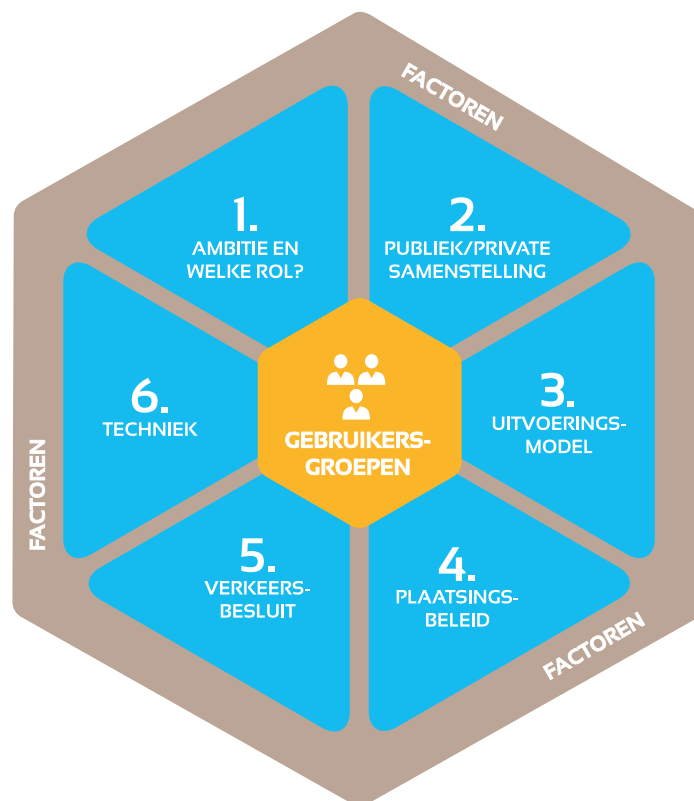 FACTOREN
1.
AMBITIE EN
WELKE ROL?
2.
PUBLIEK/PRIVATE
SAMENSTELLING
3.
UITVOERINGS-
MODEL
4.
PLAATSINGS-
BELEID
5.
VERKEERS-
BESLUIT
6.
TECHNIEK
GEBRUIKERS-
GROEPEN
FACTOREN
FACTOREN